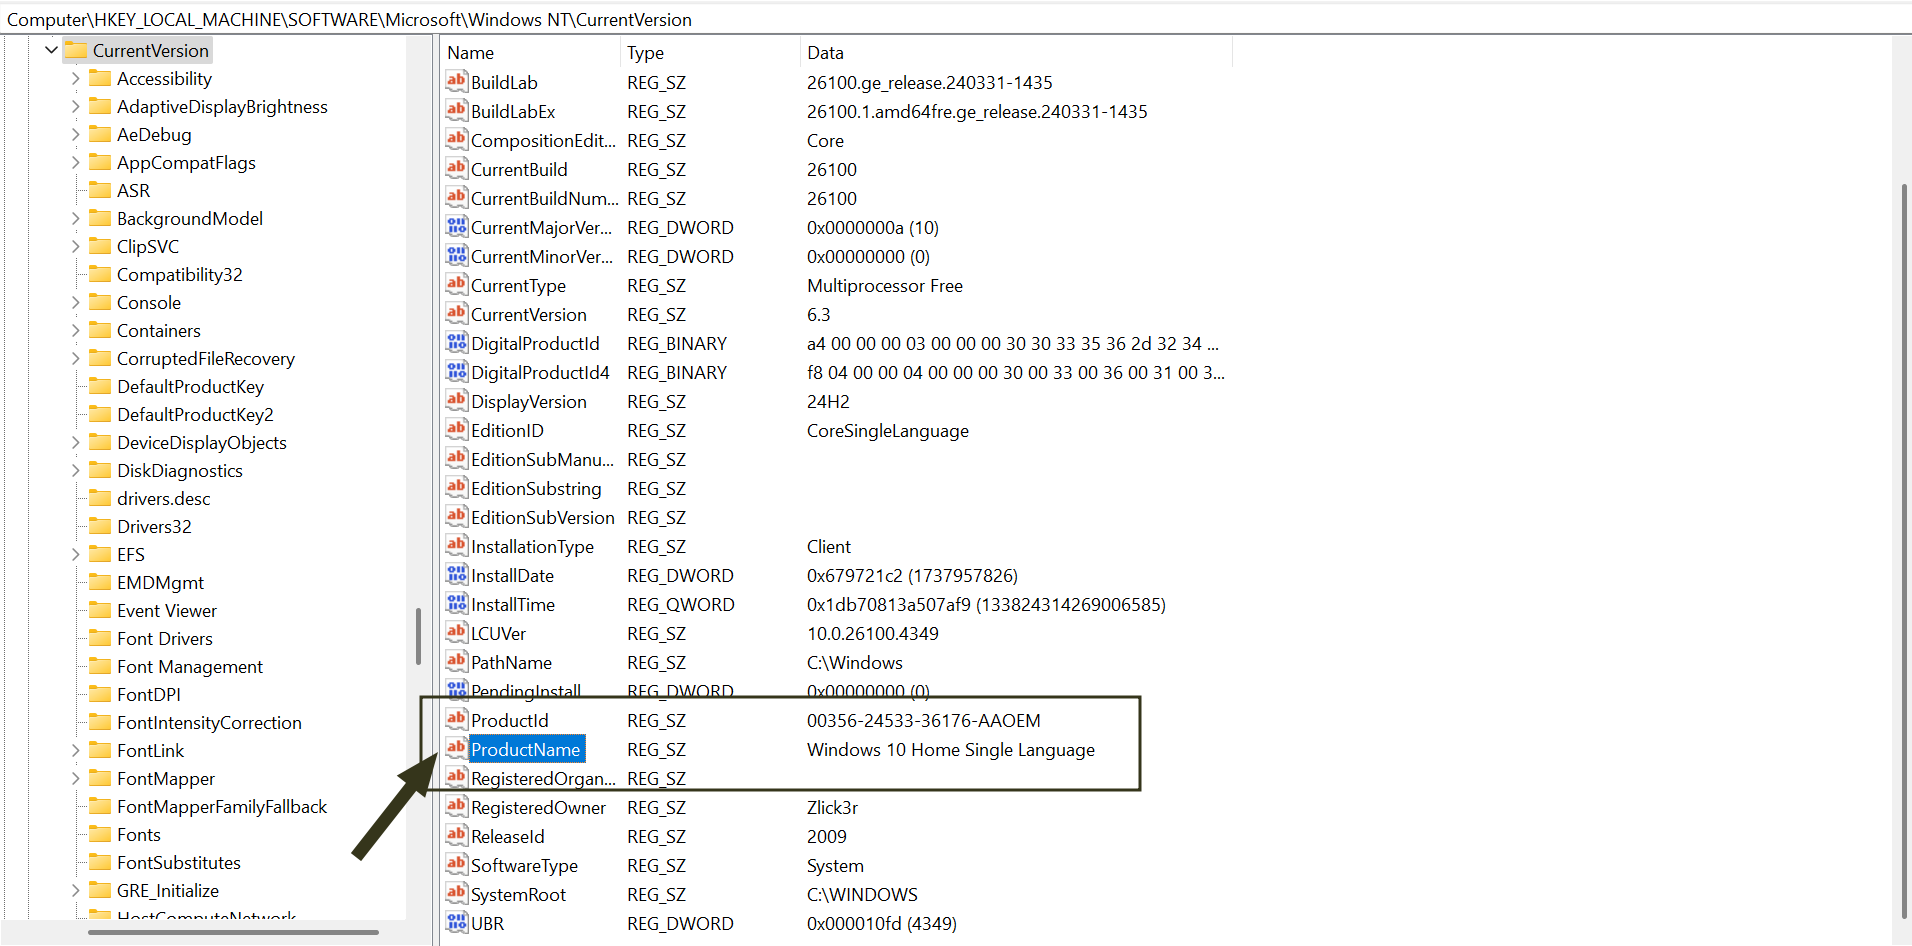 Computer\HKEY_LOCAL_MACHINE\SOFTWARE\Microsoft\Windows NT\CurrentVersion
CurrentVersion
Accessibility
AdaptiveDisplayBrightness
AeDebug
AppCompatFlags
ASR
BackgroundModel
ClipSVC
Compatibility32
Console
Containers
CorruptedFileRecovery
DefaultProductKey
DefaultProductKey2
DeviceDisplayObjects
DiskDiagnostics
drivers.desc
Drivers32
EFS
EMDMgmt
Event Viewer
Font Drivers
Font Management
FontDPI
FontIntensityCorrection
FontLink
FontMapper
FontMapperFamilyFallback
Fonts
FontSubstitutes
GRE_Initialize
HostComputeNetwork
Name Type Data
BuildLab REG_SZ 26100.ge_release.240331-1435
BuildLabEx REG_SZ 26100.1.amd64fre.ge_release.240331-1435
CompositionEdit... REG_SZ Core
CurrentBuild REG_SZ 26100
CurrentBuildNum... REG_SZ 26100
CurrentMajorVer... REG_DWORD 0x0000000a (10)
CurrentMinorVer... REG_DWORD 0x00000000 (0)
CurrentType REG_SZ Multiprocessor Free
CurrentVersion REG_SZ 6.3
DigitalProductId REG_BINARY a4 00 00 00 03 00 00 00 30 30 33 35 36 2d 32 34 ...
DigitalProductId4 REG_BINARY f8 04 00 00 04 00 00 00 30 00 33 00 36 00 31 00 3...
DisplayVersion REG_SZ 24H2
EditionID REG_SZ CoreSingleLanguage
EditionSubManu... REG_SZ
EditionSubstring REG_SZ
EditionSubVersion REG_SZ
InstallationType REG_SZ Client
InstallDate REG_DWORD 0x679721c2 (1737957826)
InstallTime REG_QWORD 0x1db70813a507af9 (133824314269006585)
LCUVer REG_SZ 10.0.26100.4349
PathName REG_SZ C:\Windows
PendingInstall REG_DWORD 0x00000000 (0)
ProductId REG_SZ 00356-24533-36176-AAOEM
ProductName REG_SZ Windows 10 Home Single Language
RegisteredOrgan... REG_SZ
RegisteredOwner REG_SZ Zlick3r
ReleaseId REG_SZ 2009
SoftwareType REG_SZ System
SystemRoot REG_SZ C:\WINDOWS
UBR REG_DWORD 0x000010fd (4349)